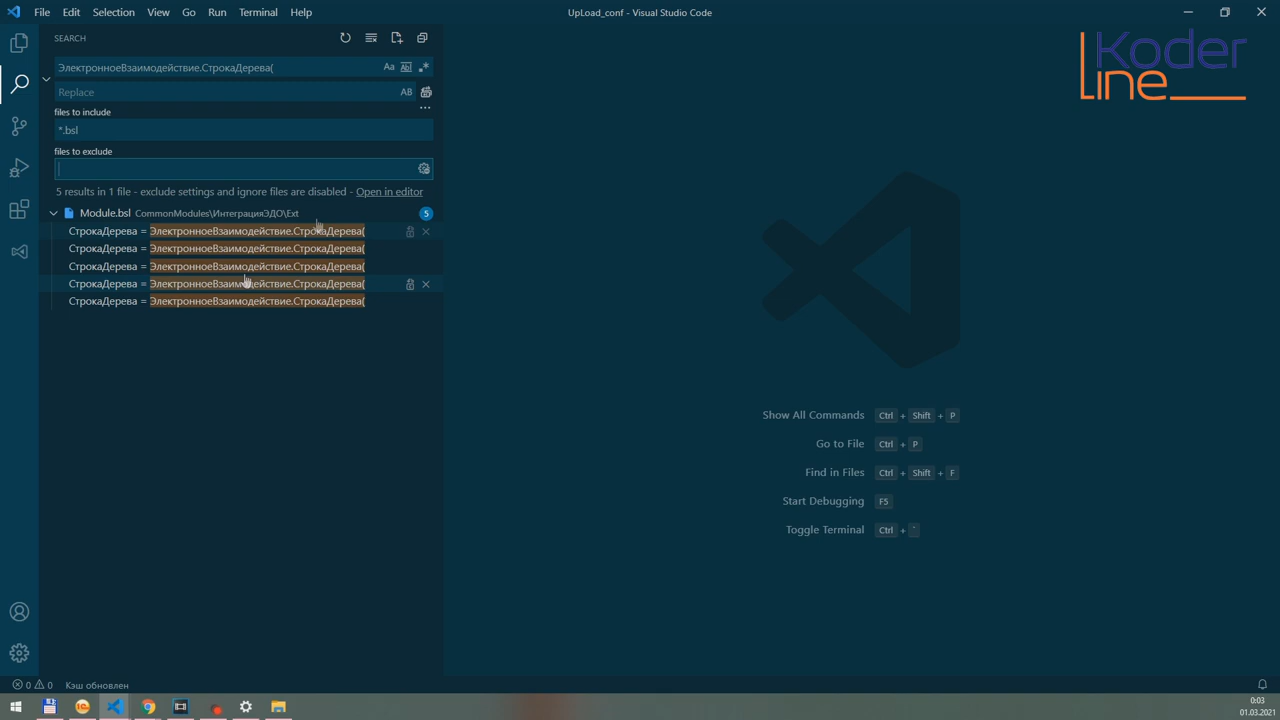 File Edit Selection View Go Run Terminal Help
UpLoad_conf - Visual Studio Code
Koder
Line
SEARCH
ЭлектронноеВзаимодействие.СтрокаДерева(
Aa ab
Replace
AB
files to include
*.bsl
files to exclude
5 results in 1 file - exclude settings and ignore files are disabled - Open in editor
Module.bsl CommonModules\ИнтеграцияЭДО\Ext 5
СтрокаДерева = ЭлектронноеВзаимодействие.СтрокаДерева(
СтрокаДерева = ЭлектронноеВзаимодействие.СтрокаДерева(
СтрокаДерева = ЭлектронноеВзаимодействие.СтрокаДерева(
СтрокаДерева = ЭлектронноеВзаимодействие.СтрокаДерева(
СтрокаДерева = ЭлектронноеВзаимодействие.СтрокаДерева(
Show All Commands Ctrl + Shift + P
Go to File Ctrl + P
Find in Files Ctrl + Shift + F
Start Debugging F5
Toggle Terminal Ctrl + `
0 0 Кэш обновлен
0:03
01.03.2021